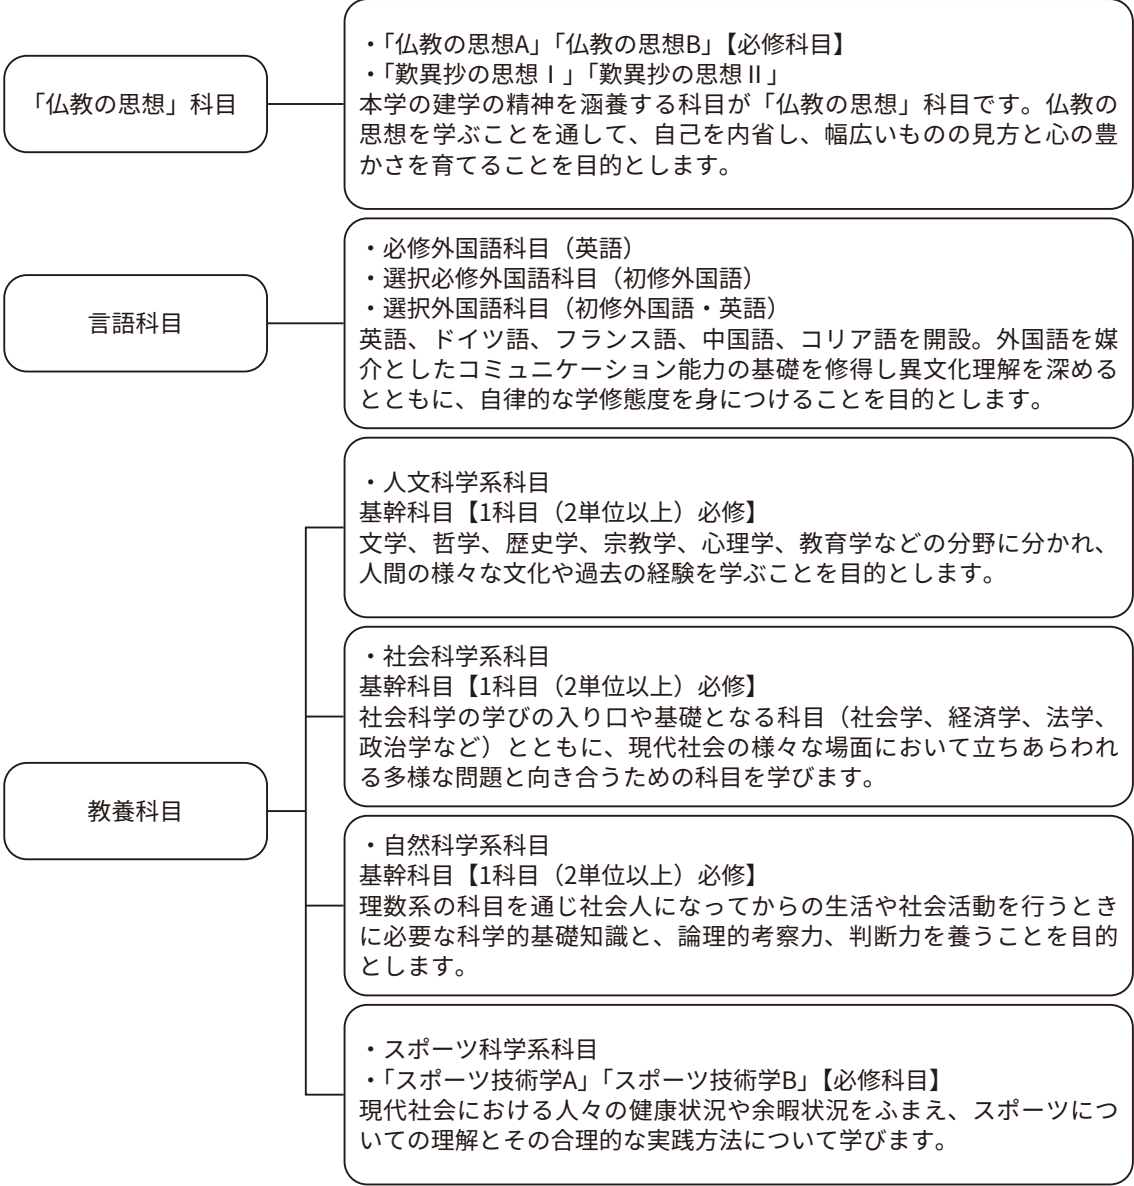 「仏教の思想」科目
・「仏教の思想A」「仏教の思想B」【必修科目】
・「歎異抄の思想Ⅰ」「歎異抄の思想Ⅱ」
本学の建学の精神を涵養する科目が「仏教の思想」科目です。仏教の
思想を学ぶことを通して、自己を内省し、幅広いものの見方と心の豊
かさを育てることを目的とします。
言語科目
・必修外国語科目（英語）
・選択必修外国語科目（初修外国語）
・選択外国語科目（初修外国語・英語）
英語、ドイツ語、フランス語、中国語、コリア語を開設。外国語を媒
介としたコミュニケーション能力の基礎を修得し異文化理解を深める
とともに、自律的な学修態度を身につけることを目的とします。
教養科目
・人文科学系科目
基幹科目【1科目（2単位以上）必修】
文学、哲学、歴史学、宗教学、心理学、教育学などの分野に分かれ、
人間の様々な文化や過去の経験を学ぶことを目的とします。
・社会科学系科目
基幹科目【1科目（2単位以上）必修】
社会科学の学びの入り口や基礎となる科目（社会学、経済学、法学、
政治学など）とともに、現代社会の様々な場面において立ちあらわれ
る多様な問題と向き合うための科目を学びます。
・自然科学系科目
基幹科目【1科目（2単位以上）必修】
理数系の科目を通じ社会人になってからの生活や社会活動を行うとき
に必要な科学的基礎知識と、論理的考察力、判断力を養うことを目的
とします。
・スポーツ科学系科目
・「スポーツ技術学A」「スポーツ技術学B」【必修科目】
現代社会における人々の健康状況や余暇状況をふまえ、スポーツにつ
いての理解とその合理的な実践方法について学びます。